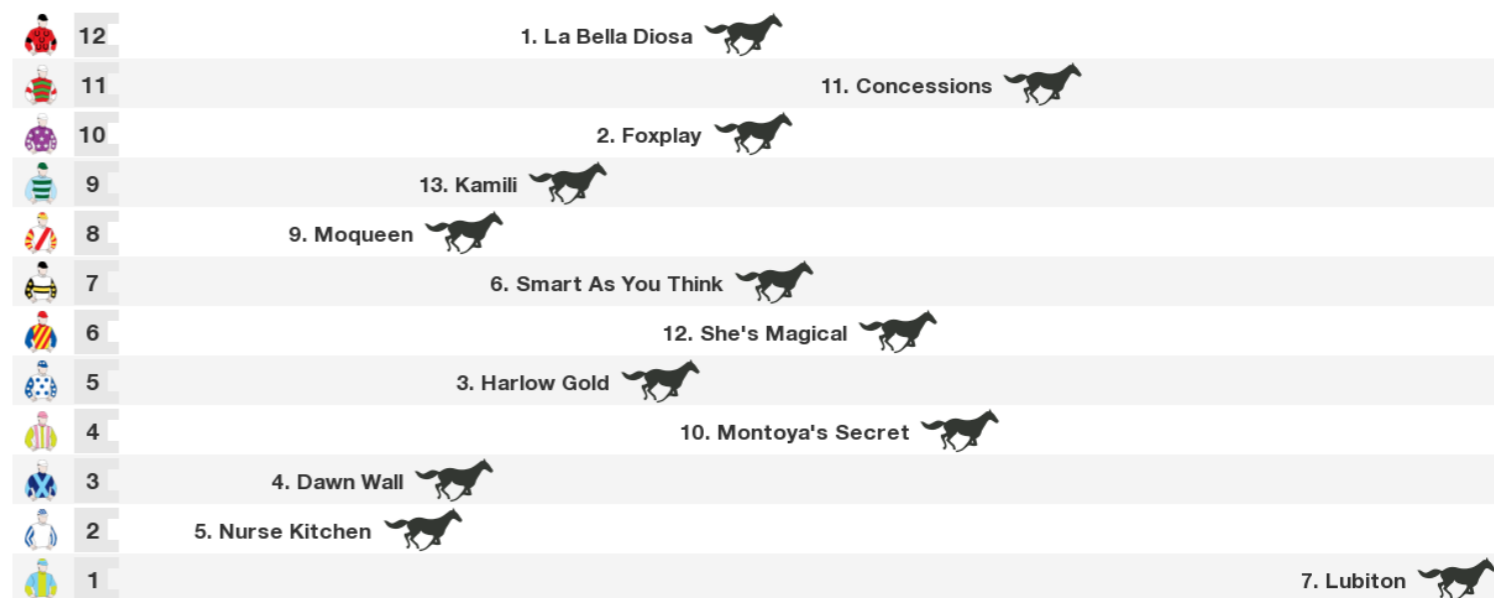 12 1. La Bella Diosa
11 11. Concessions
10 2. Foxplay
9 13. Kamili
8 9. Moqueen
7 6. Smart As You Think
6 12. She's Magical
5 3. Harlow Gold
4 10. Montoya's Secret
3 4. Dawn Wall
2 5. Nurse Kitchen
1 7. Lubiton